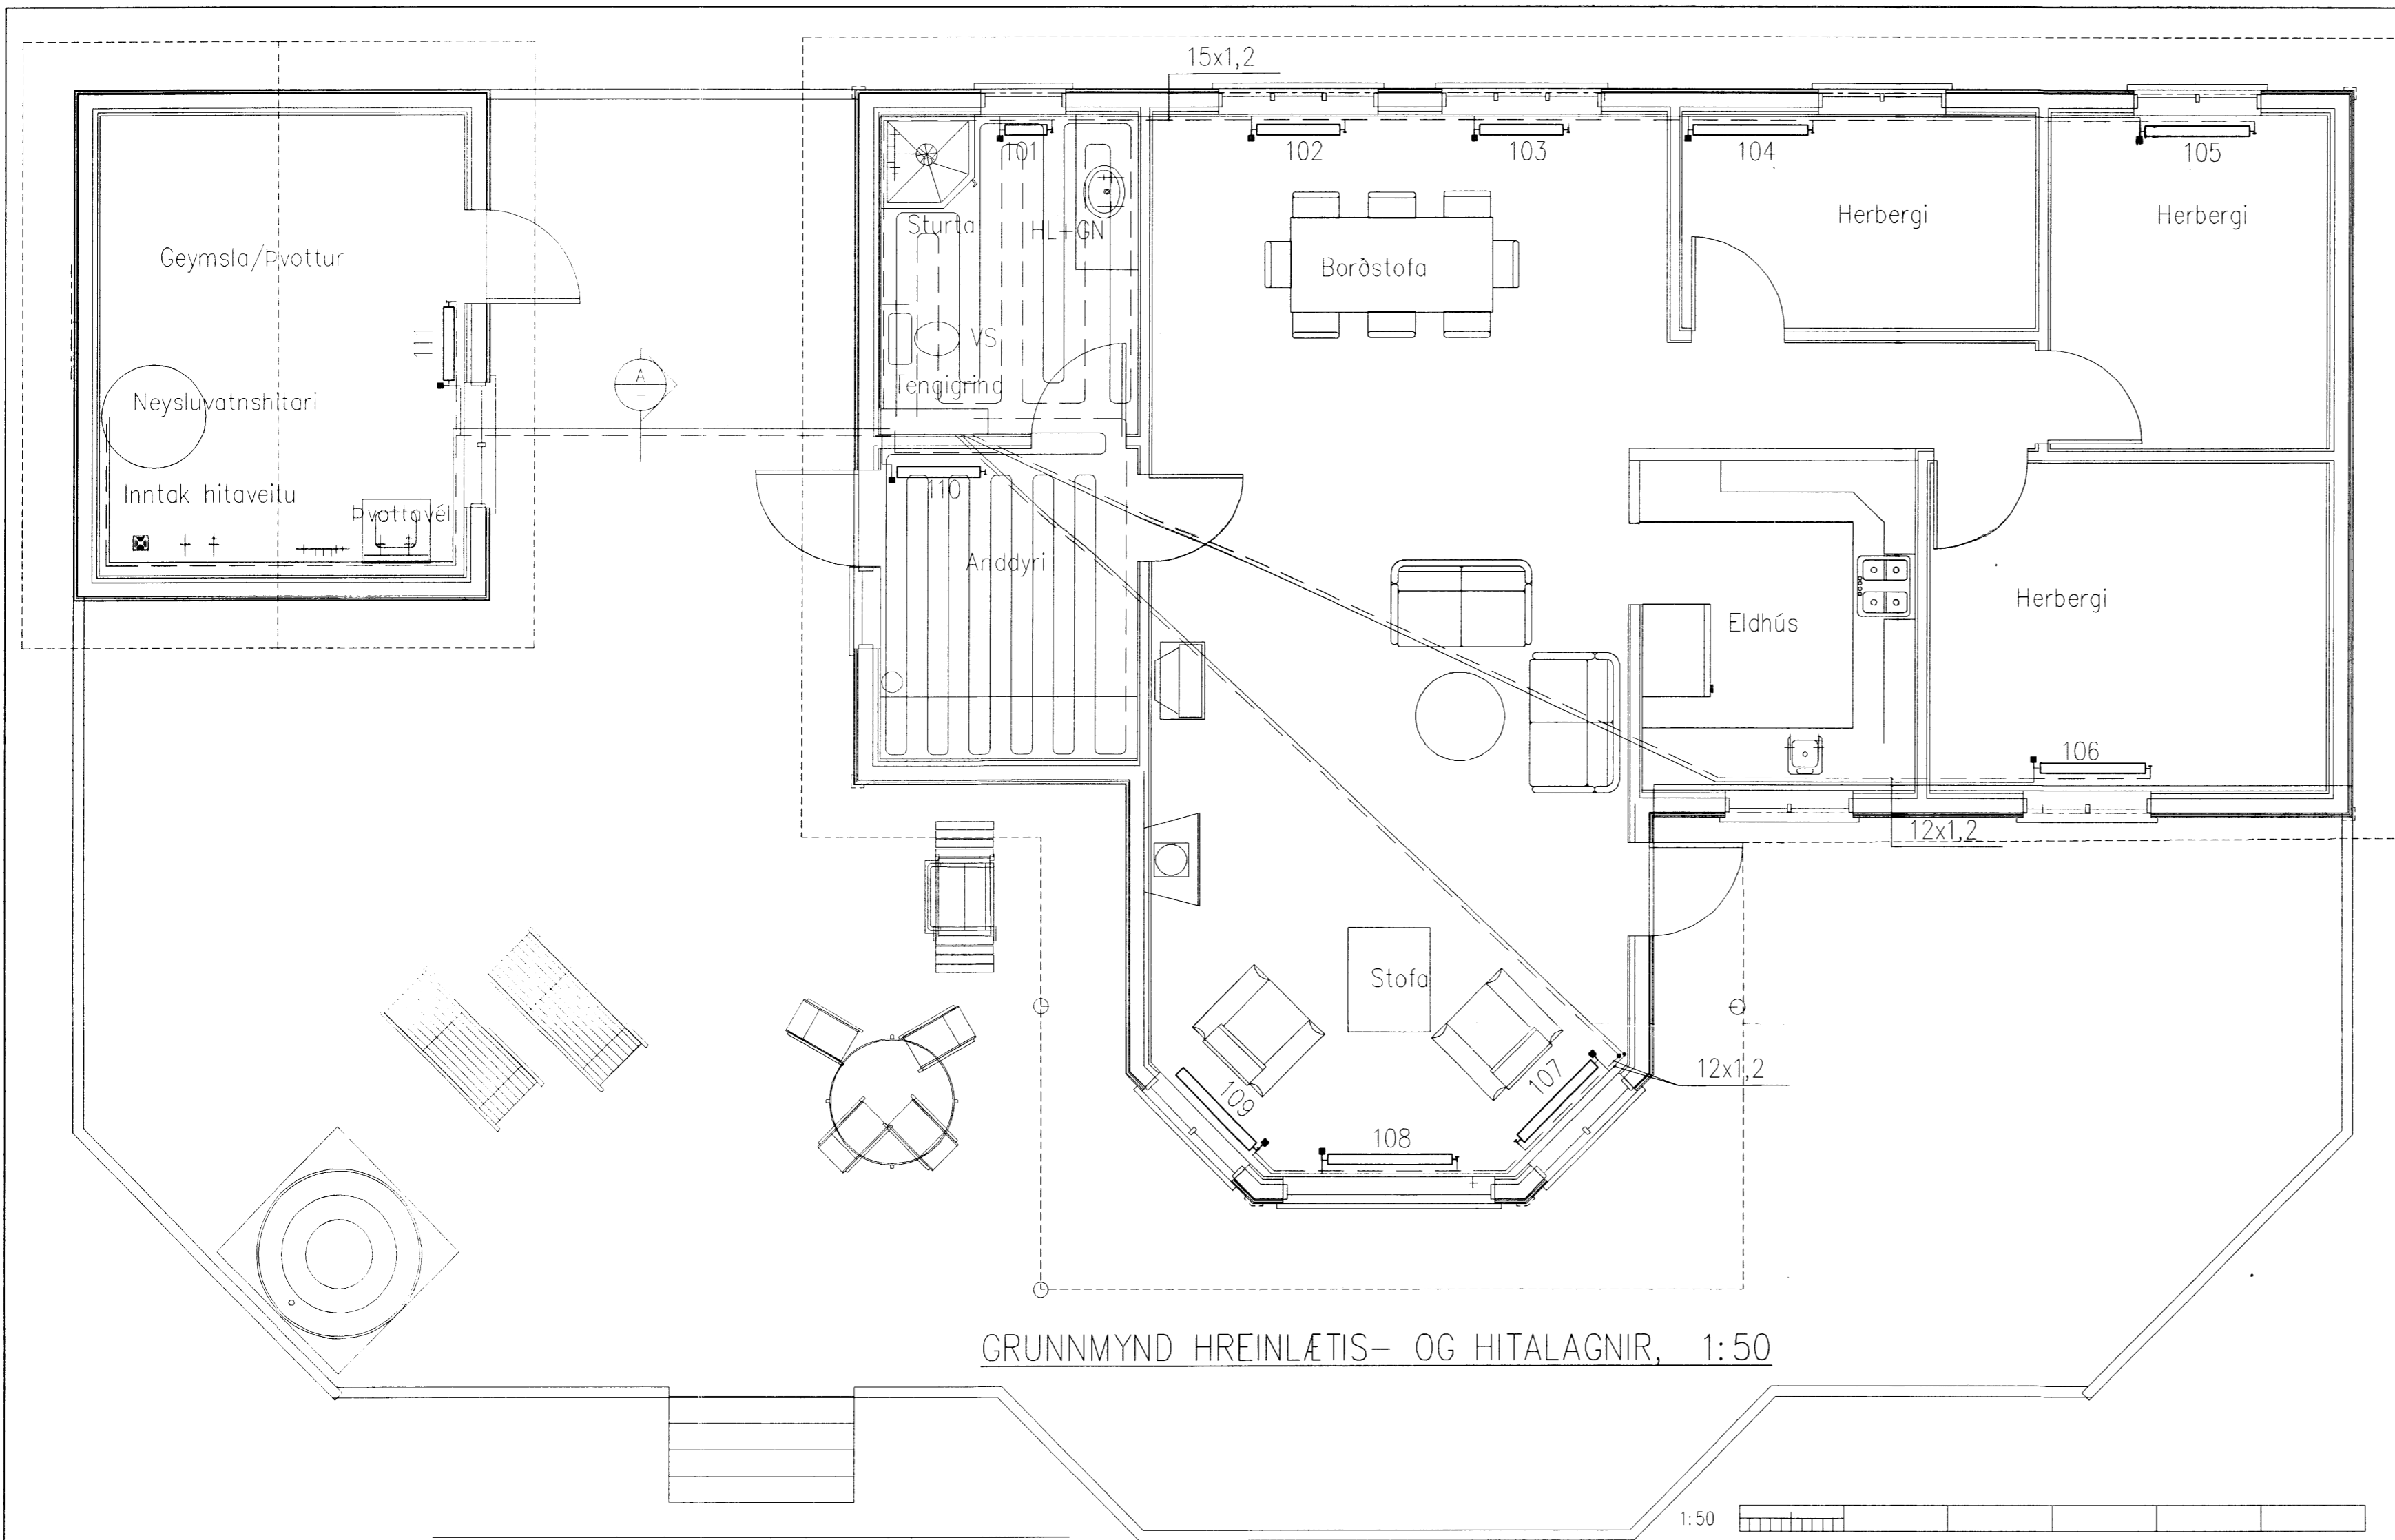 15x1,2
101
102
103
104
105
Sturta
HL+GN
Herbergi
Herbergi
Geymsla/Þvottur
Borðstofa
111
VS
A
-
Tengigrind
Neysluvatnshitari
110
Inntak hitaveitu
Þvottavél
Anddyri
Herbergi
Eldhús
106
12x1,2
Stofa
12x1,2
107
109
108
GRUNNMYND HREINLÆTIS- OG HITALAGNIR, 1:50
1:50